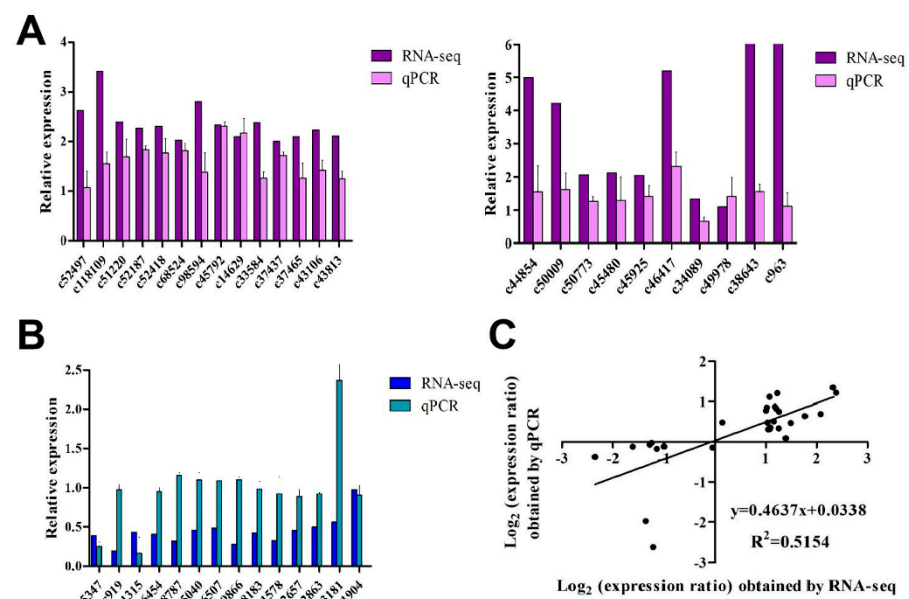 A
Relative expression
4
3
2
1
0
RNA-seq
qPCR
c52497
c118109
c51220
c52187
c52418
c68524
c98594
c45792
c14629
c33584
c37437
c37465
c43106
c43813
Relative expression
6
5
4
3
2
1
0
RNA-seq
qPCR
c44854
c50009
c50773
c45480
c45925
c46417
c34089
c49978
c38643
c963
B
Relative expression
2.5
2.0
1.5
1.0
0.5
0.0
RNA-seq
qPCR
C
Log2 (expression ratio)
obtained by qPCR
2
1
-1
-2
-3
-3
-2
-1
0
1
2
3
y=0.4637x+0.0338
R2=0.5154
Log2 (expression ratio) obtained by RNA-seq